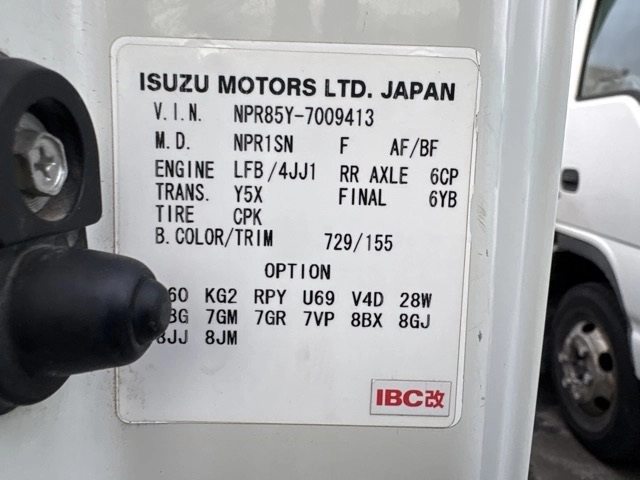 ISUZU MOTORS LTD. JAPAN
V.I.N. NPR85Y-7009413
M.D. NPR1SN F AF/BF
ENGINE LFB/4JJ1 RR AXLE 6CP
TRANS. Y5X FINAL 6YB
TIRE CPK
B.COLOR/TRIM 729/155
OPTION
KG2 RPY U69 V4D 28W
7GM 7GR 7VP 8BX 8GJ
8JJ 8JM
IBC改